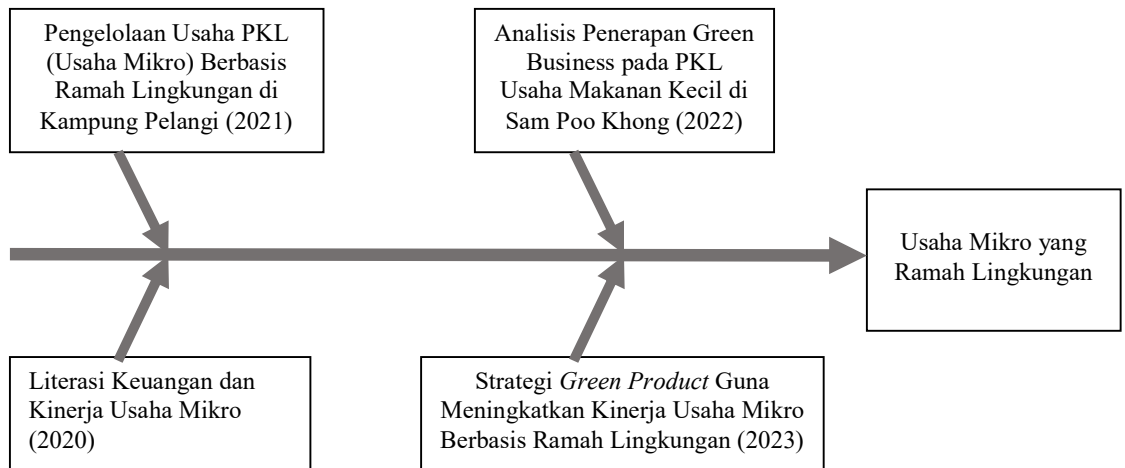 Pengelolaan Usaha PKL
(Usaha Mikro) Berbasis
Ramah Lingkungan di
Kampung Pelangi (2021)
Analisis Penerapan Green
Business pada PKL
Usaha Makanan Kecil di
Sam Poo Khong (2022)
Usaha Mikro yang
Ramah Lingkungan
Literasi Keuangan dan
Kinerja Usaha Mikro
(2020)
Strategi Green Product Guna
Meningkatkan Kinerja Usaha Mikro
Berbasis Ramah Lingkungan (2023)